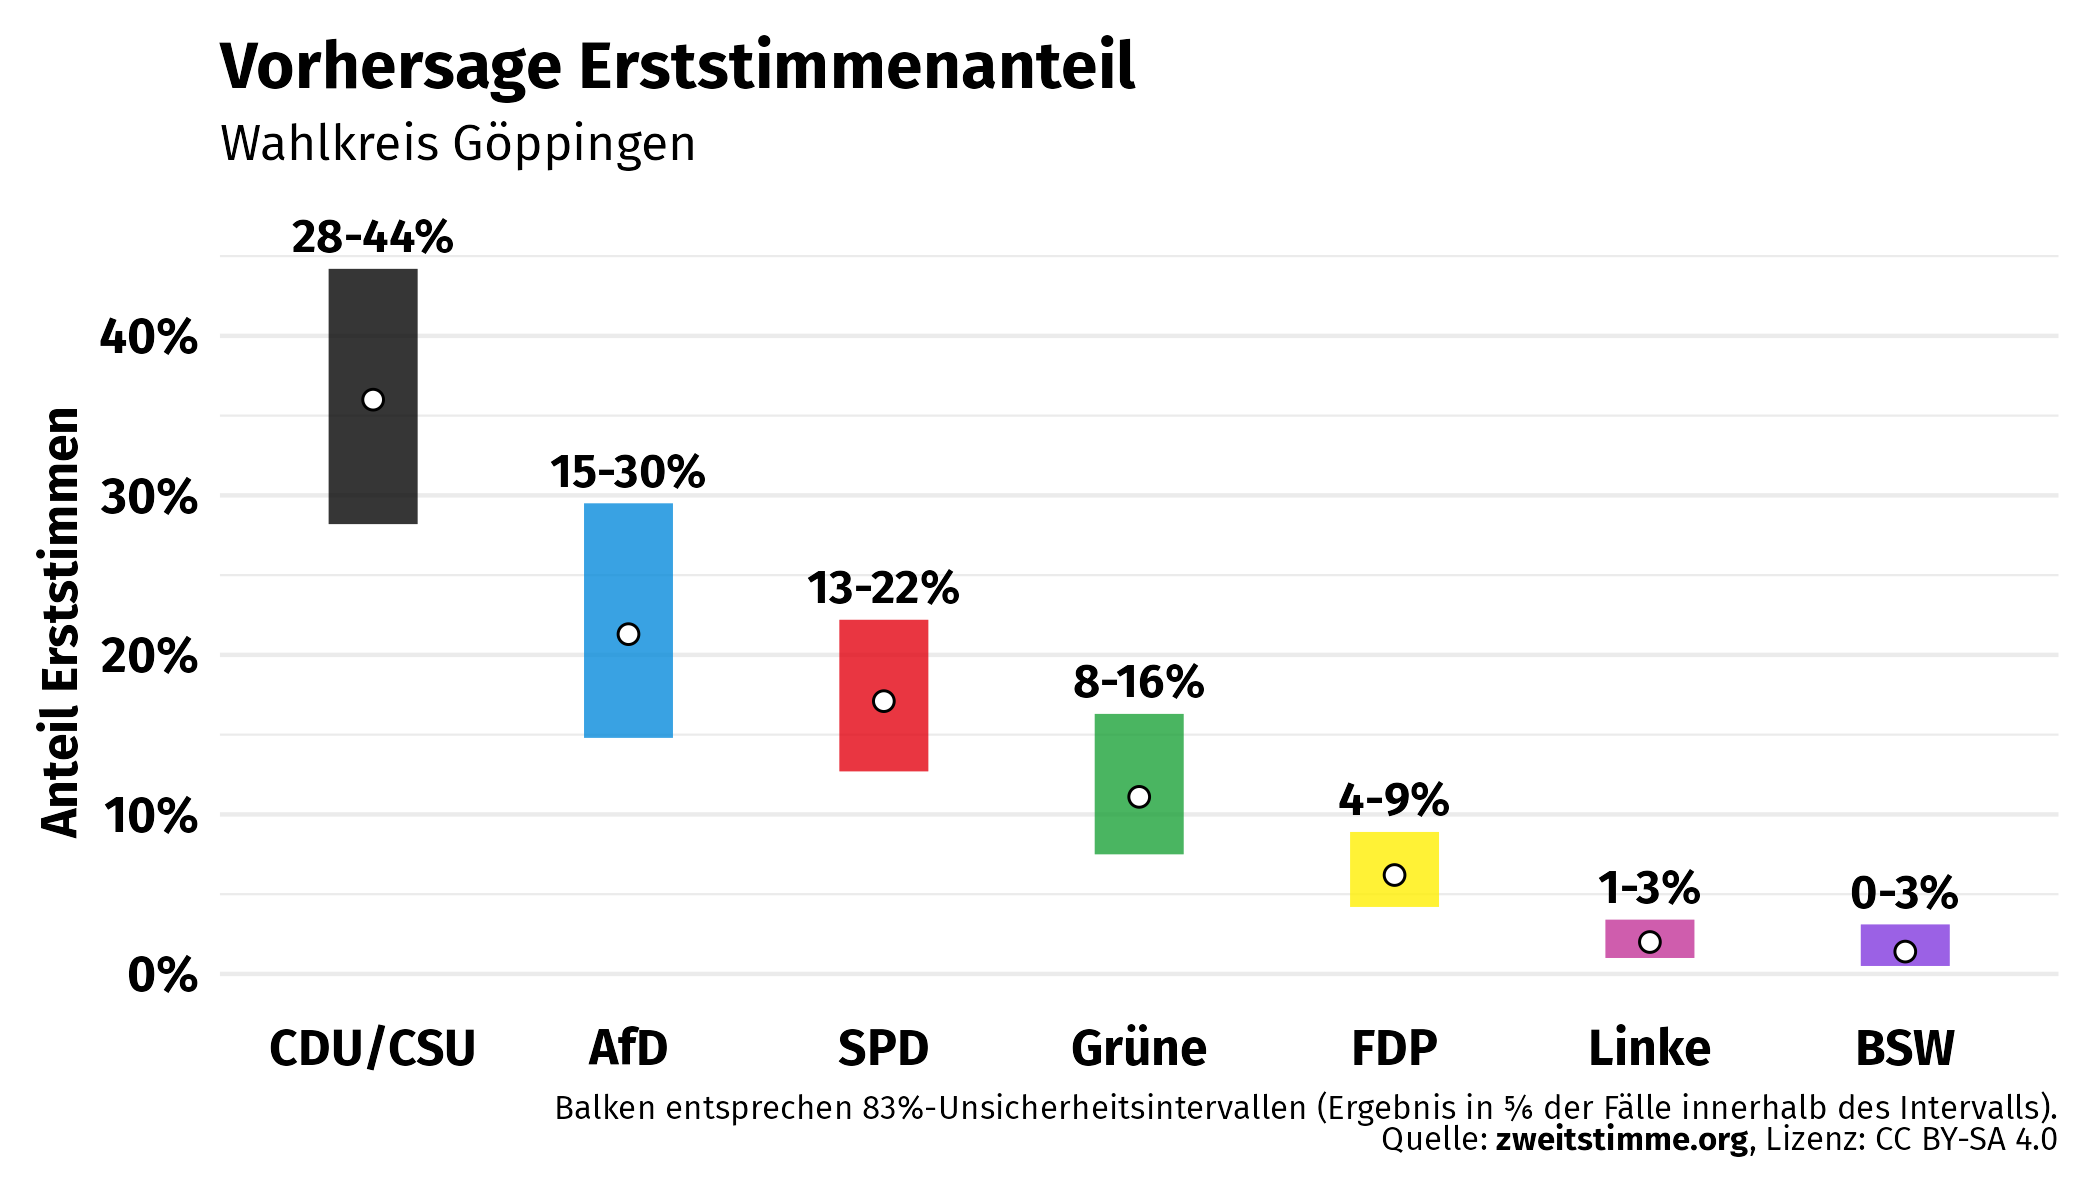 Vorhersage Erststimmenanteil
Wahlkreis Göppingen
Anteil Erststimmen
40%
30%
20%
10%
0%
28-44%
15-30%
13-22%
8-16%
4-9%
1-3%
0-3%
CDU/CSU AfD SPD Grüne FDP Linke BSW
Balken entsprechen 83%-Unsicherheitsintervallen (Ergebnis in ⅚ der Fälle innerhalb des Intervalls).
Quelle: zweitstimme.org, Lizenz: CC BY-SA 4.0